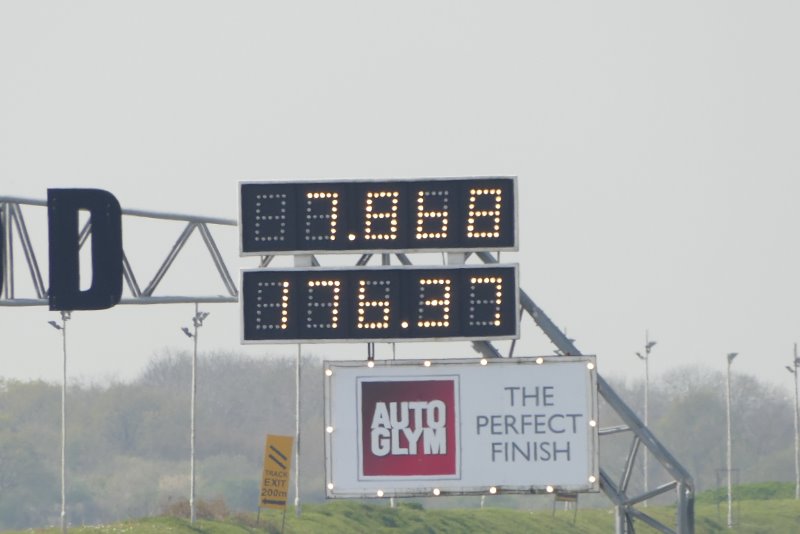 D
7.868
176.37
AUTO
GLYM
THE
PERFECT
FINISH
TRACK
EXIT
200m